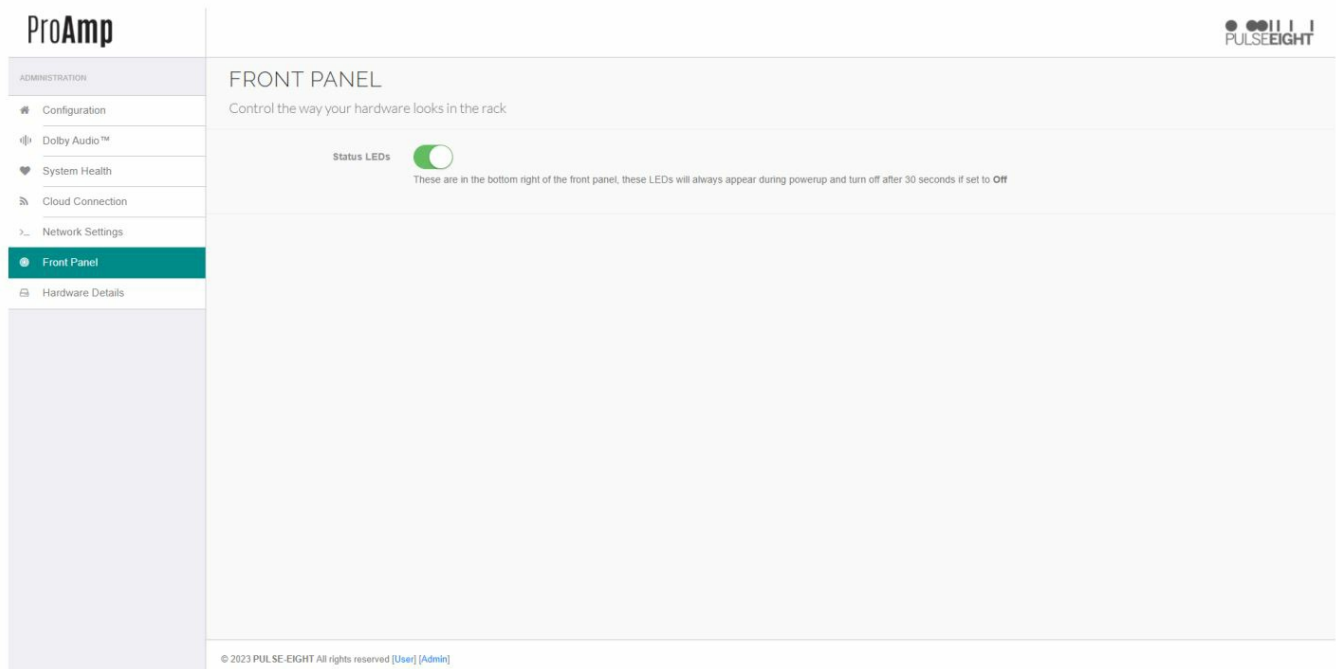 ProAmp
PULSEEIGHT
ADMINISTRATION
Configuration
Dolby Audio™
System Health
Cloud Connection
Network Settings
Front Panel
Hardware Details
FRONT PANEL
Control the way your hardware looks in the rack
Status LEDs
These are in the bottom right of the front panel, these LEDs will always appear during powerup and turn off after 30 seconds if set to Off
© 2023 PULSE-EIGHT All rights reserved [User] [Admin]